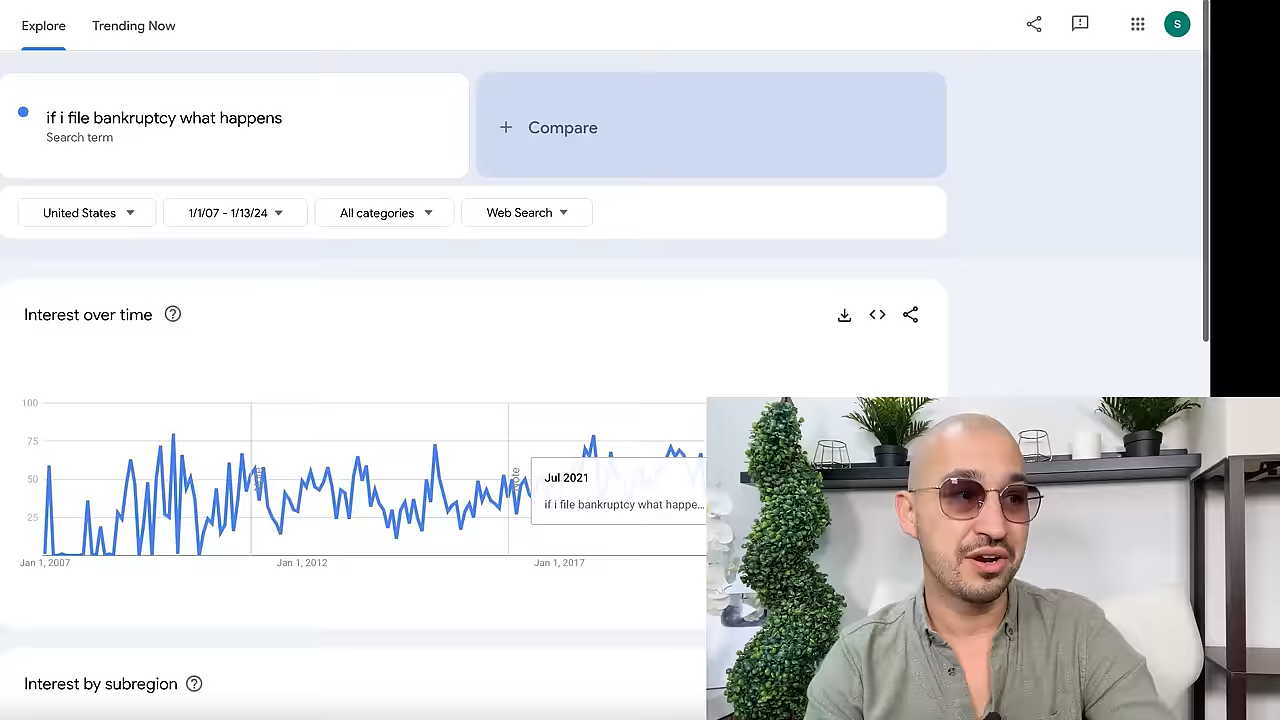 Explore Trending Now
S
if i file bankruptcy what happens
Search term
+ Compare
United States
1/1/07 - 1/13/24
All categories
Web Search
Interest over time
100
75
50
25
Jul 2021
if i file bankruptcy what happe...
Jan 1, 2007
Jan 1, 2012
Jan 1, 2017
Interest by subregion